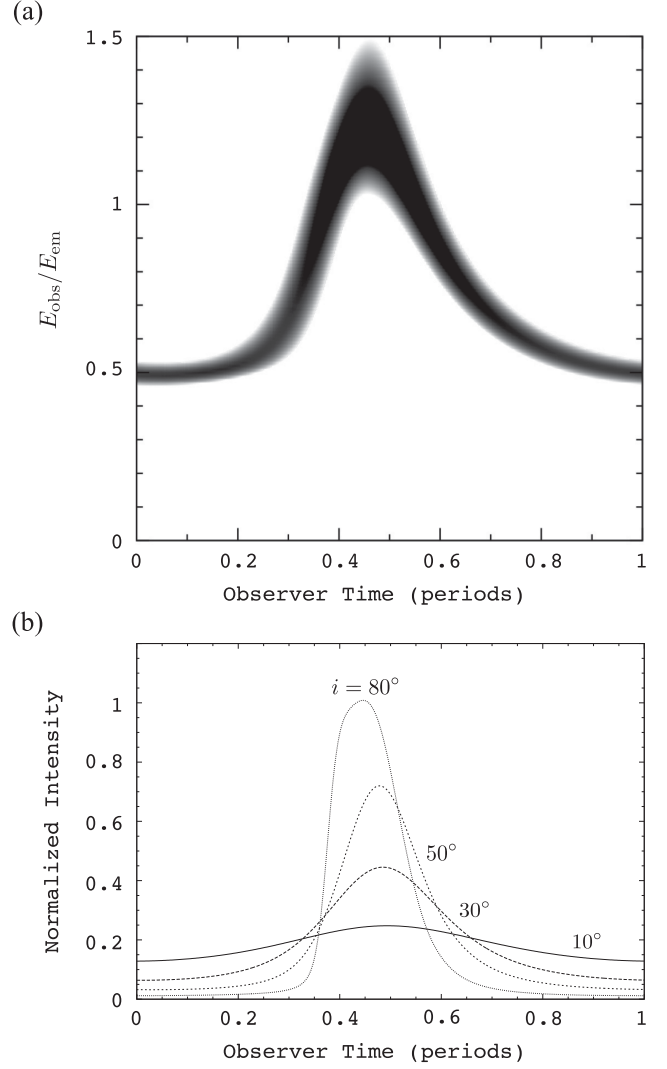 (a)
1.5
1
0.5
0
E_obs/E_em
0 0.2 0.4 0.6 0.8 1
Observer Time (periods)
(b)
i = 80°
50°
30°
10°
1
0.8
0.6
0.4
0.2
0
Normalized Intensity
0 0.2 0.4 0.6 0.8 1
Observer Time (periods)